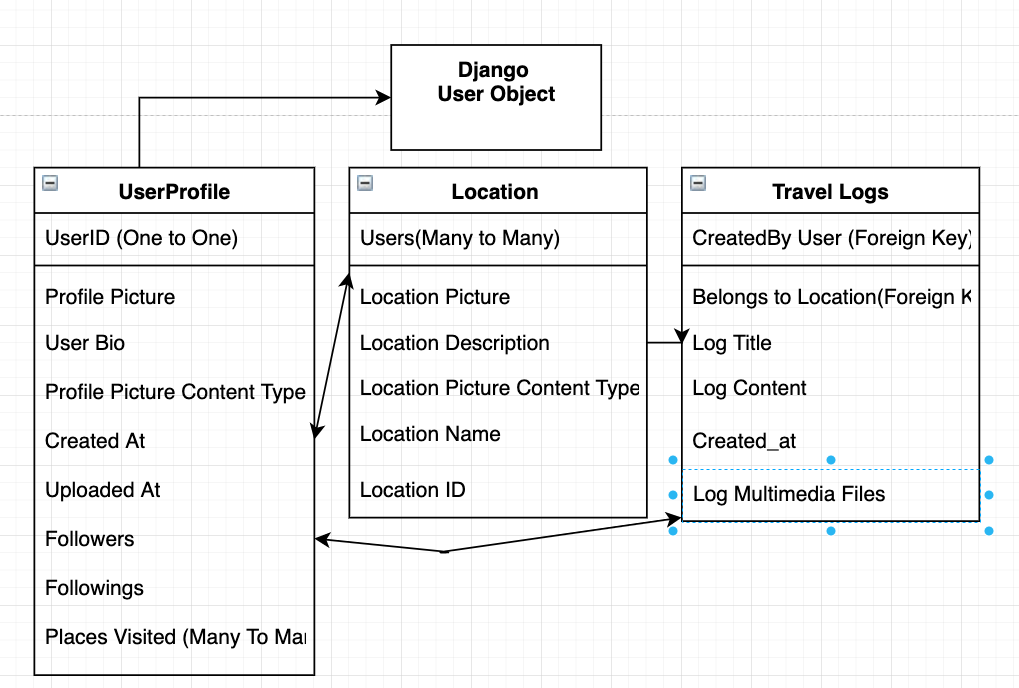 Django
User Object
UserProfile
UserID (One to One)
Profile Picture
User Bio
Profile Picture Content Type
Created At
Uploaded At
Followers
Followings
Places Visited (Many To Ma
Location
Users(Many to Many)
Location Picture
Location Description
Location Picture Content Type
Location Name
Location ID
Travel Logs
CreatedBy User (Foreign Key)
Belongs to Location(Foreign K
Log Title
Log Content
Created_at
Log Multimedia Files